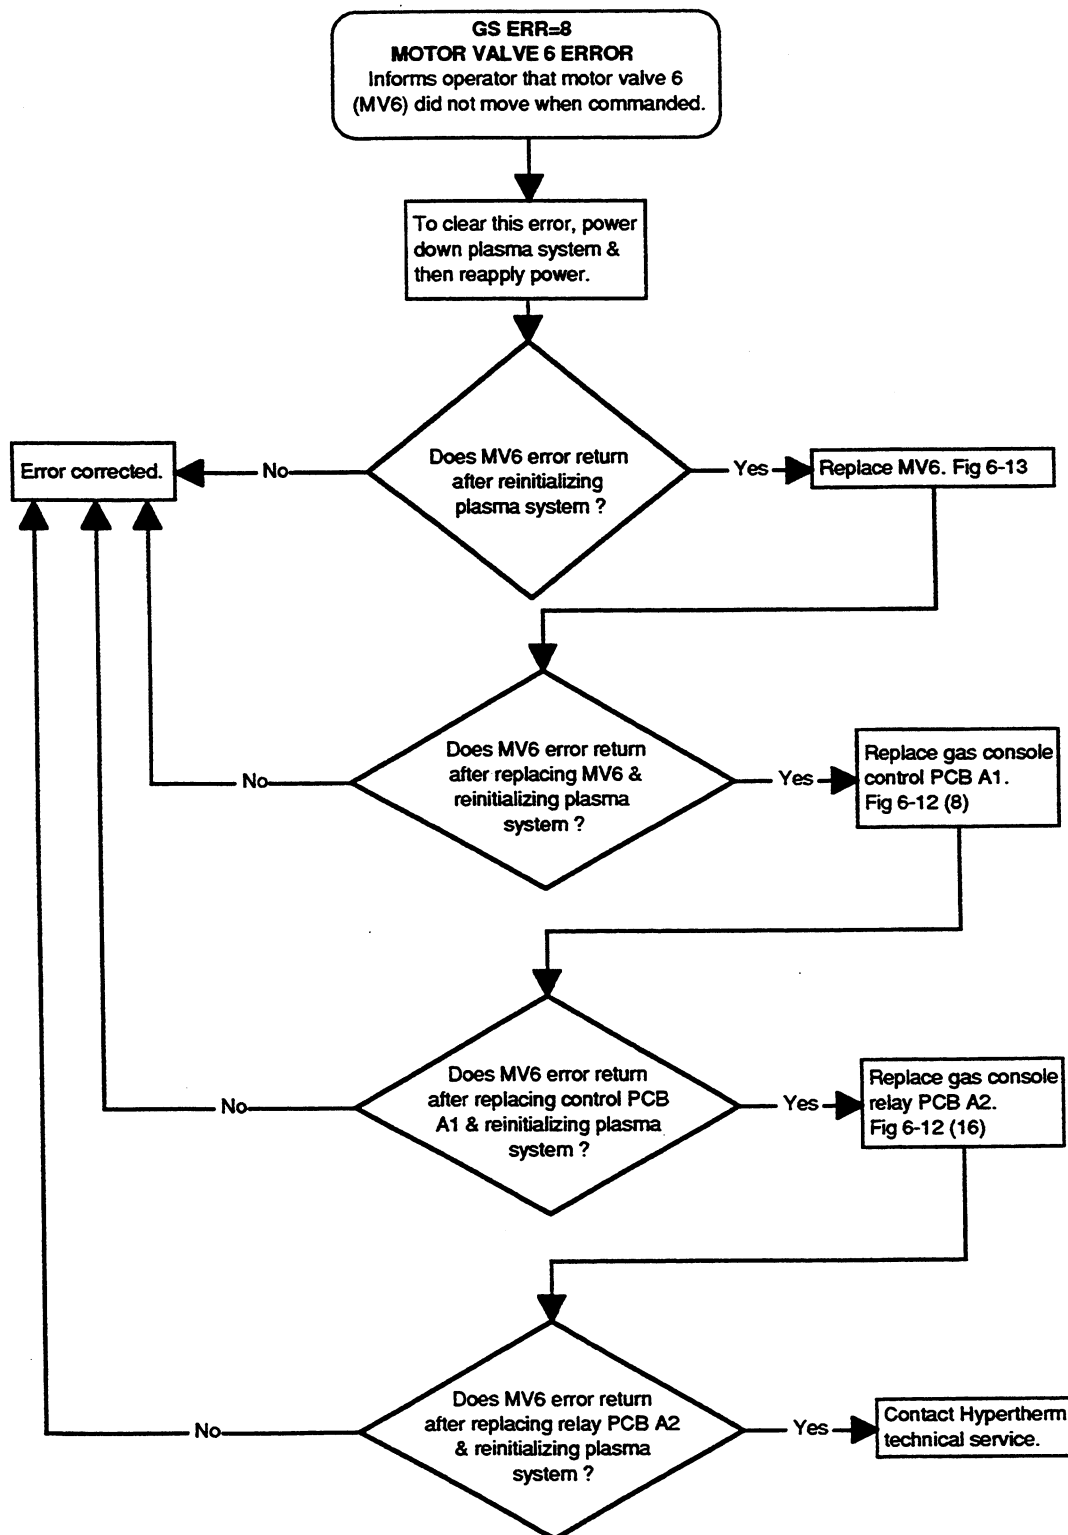 GS ERR=8
MOTOR VALVE 6 ERROR
Informs operator that motor valve 6
(MV6) did not move when commanded.
To clear this error, power
down plasma system &
then reapply power.
Does MV6 error return
after reinitializing
plasma system ?
No
Error corrected.
Yes
Replace MV6. Fig 6-13
Does MV6 error return
after replacing MV6 &
reinitializing plasma
system ?
No
Yes
Replace gas console
control PCB A1.
Fig 6-12 (8)
Does MV6 error return
after replacing control PCB
A1 & reinitializing plasma
system ?
No
Yes
Replace gas console
relay PCB A2.
Fig 6-12 (16)
Does MV6 error return
after replacing relay PCB A2
& reinitializing plasma
system ?
No
Yes
Contact Hypertherm
technical service.